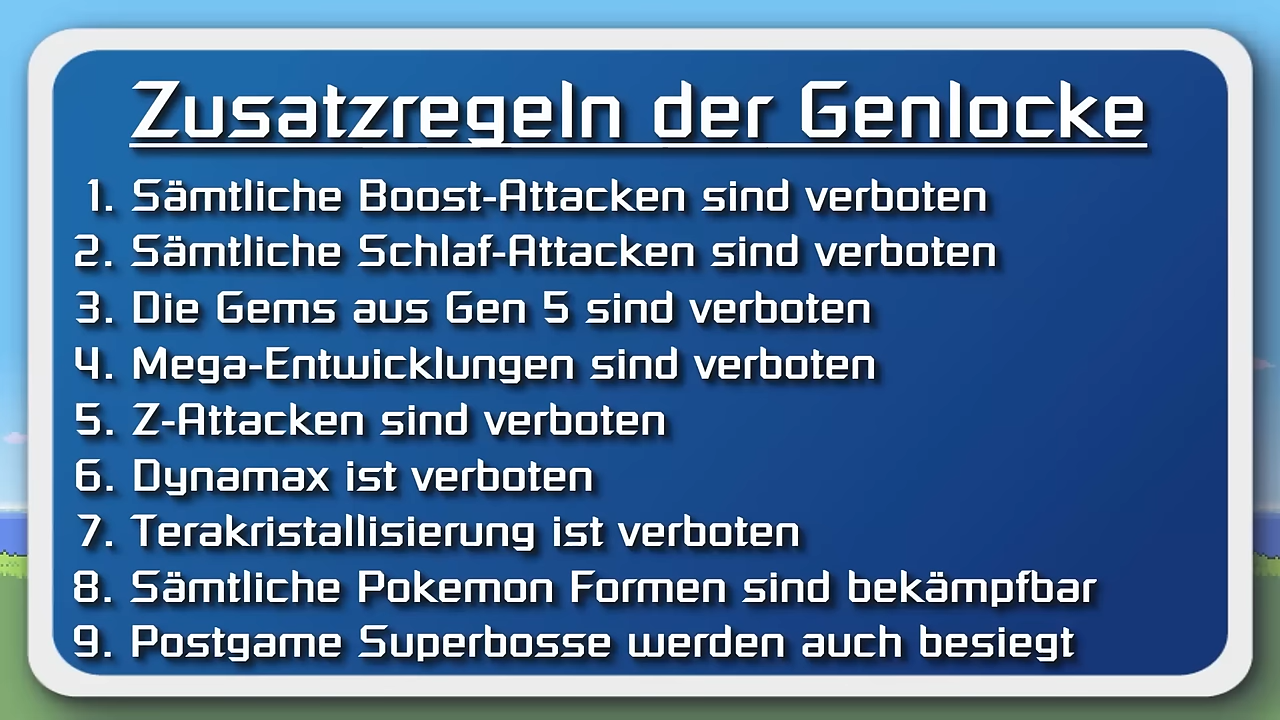 Zusatzregeln der Genlocke
1. Sämtliche Boost-Attacken sind verboten
2. Sämtliche Schlaf-Attacken sind verboten
3. Die Gems aus Gen 5 sind verboten
4. Mega-Entwicklungen sind verboten
5. Z-Attacken sind verboten
6. Dynamax ist verboten
7. Terakristallisierung ist verboten
8. Sämtliche Pokemon Formen sind bekämpfbar
9. Postgame Superbosse werden auch besiegt